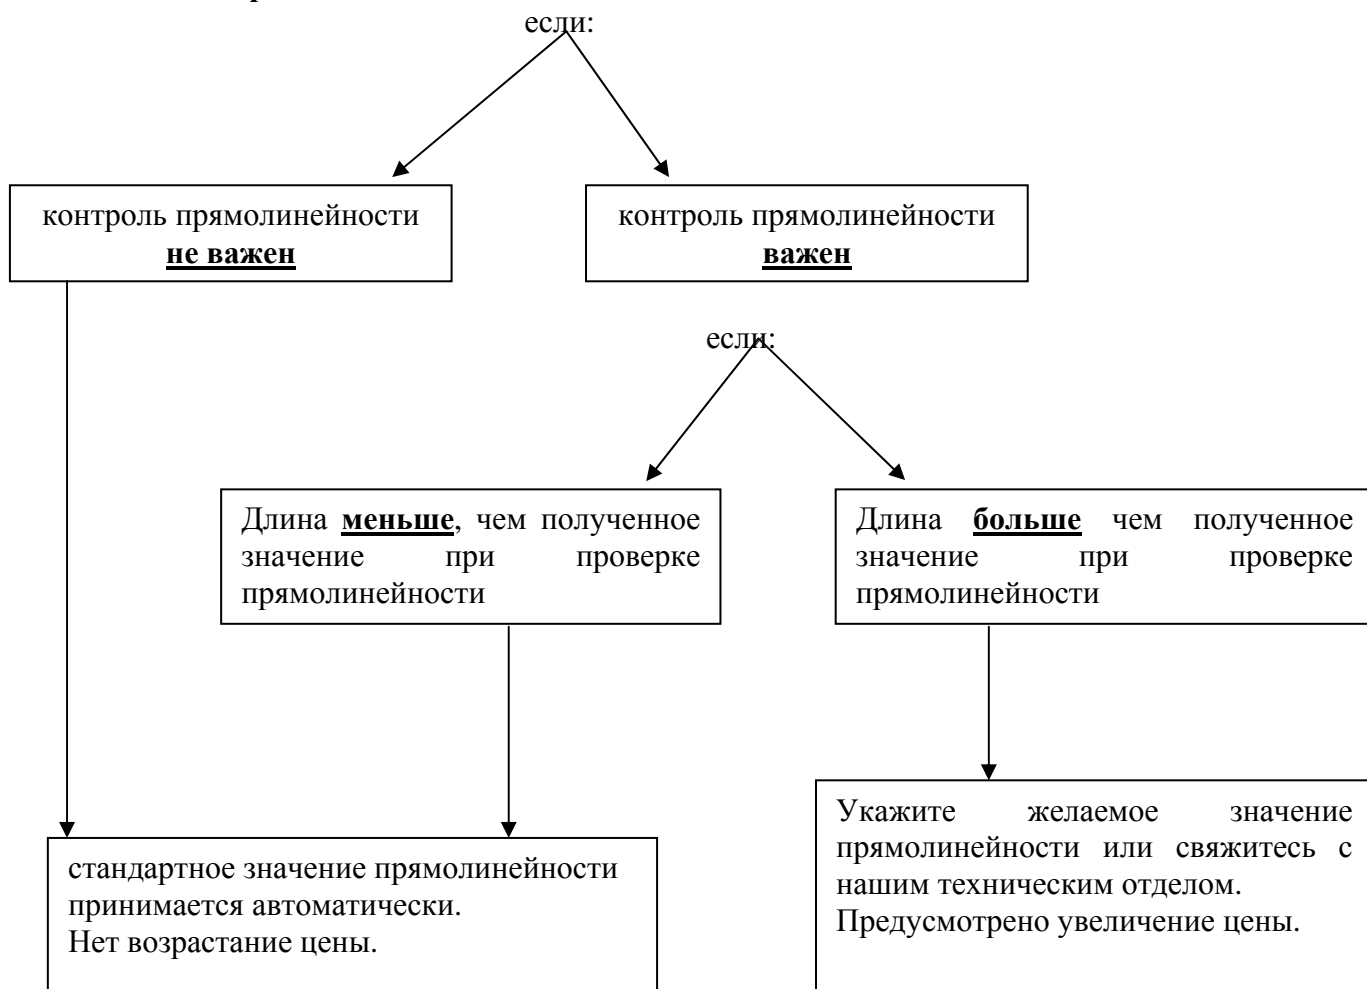 если:
контроль прямолинейности
не важен
контроль прямолинейности
важен
если:
Длина меньше, чем полученное
значение при проверке
прямолинейности
Длина больше чем полученное
значение при проверке
прямолинейности
стандартное значение прямолинейности
принимается автоматически.
Нет возрастание цены.
Укажите желаемое значение
прямолинейности или свяжитесь с
нашим техническим отделом.
Предусмотрено увеличение цены.